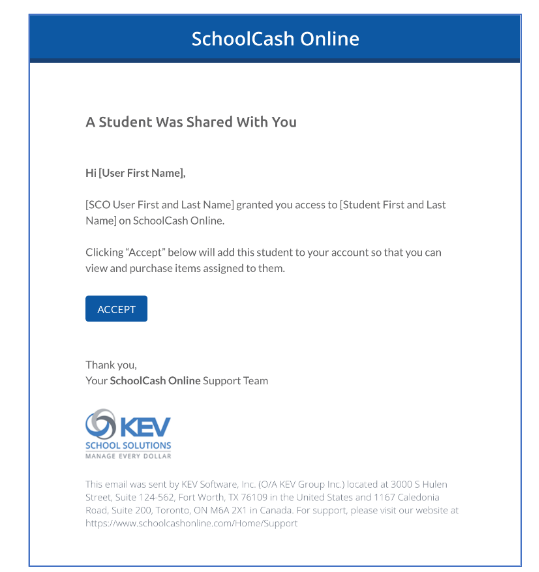 SchoolCash Online
A Student Was Shared With You
Hi [User First Name],
[SCO User First and Last Name] granted you access to [Student First and Last
Name] on SchoolCash Online.
Clicking “Accept” below will add this student to your account so that you can
view and purchase items assigned to them.
ACCEPT
Thank you,
Your SchoolCash Online Support Team
KEV
SCHOOL SOLUTIONS
MANAGE EVERY DOLLAR
This email was sent by KEV Software, Inc. (O/A KEV Group Inc.) located at 3000 S Hulen
Street, Suite 124-562, Fort Worth, TX 76109 in the United States and 1167 Caledonia
Road, Suite 200, Toronto, ON M6A 2X1 in Canada. For support, please visit our website at
https://www.schoolcashonline.com/Home/Support